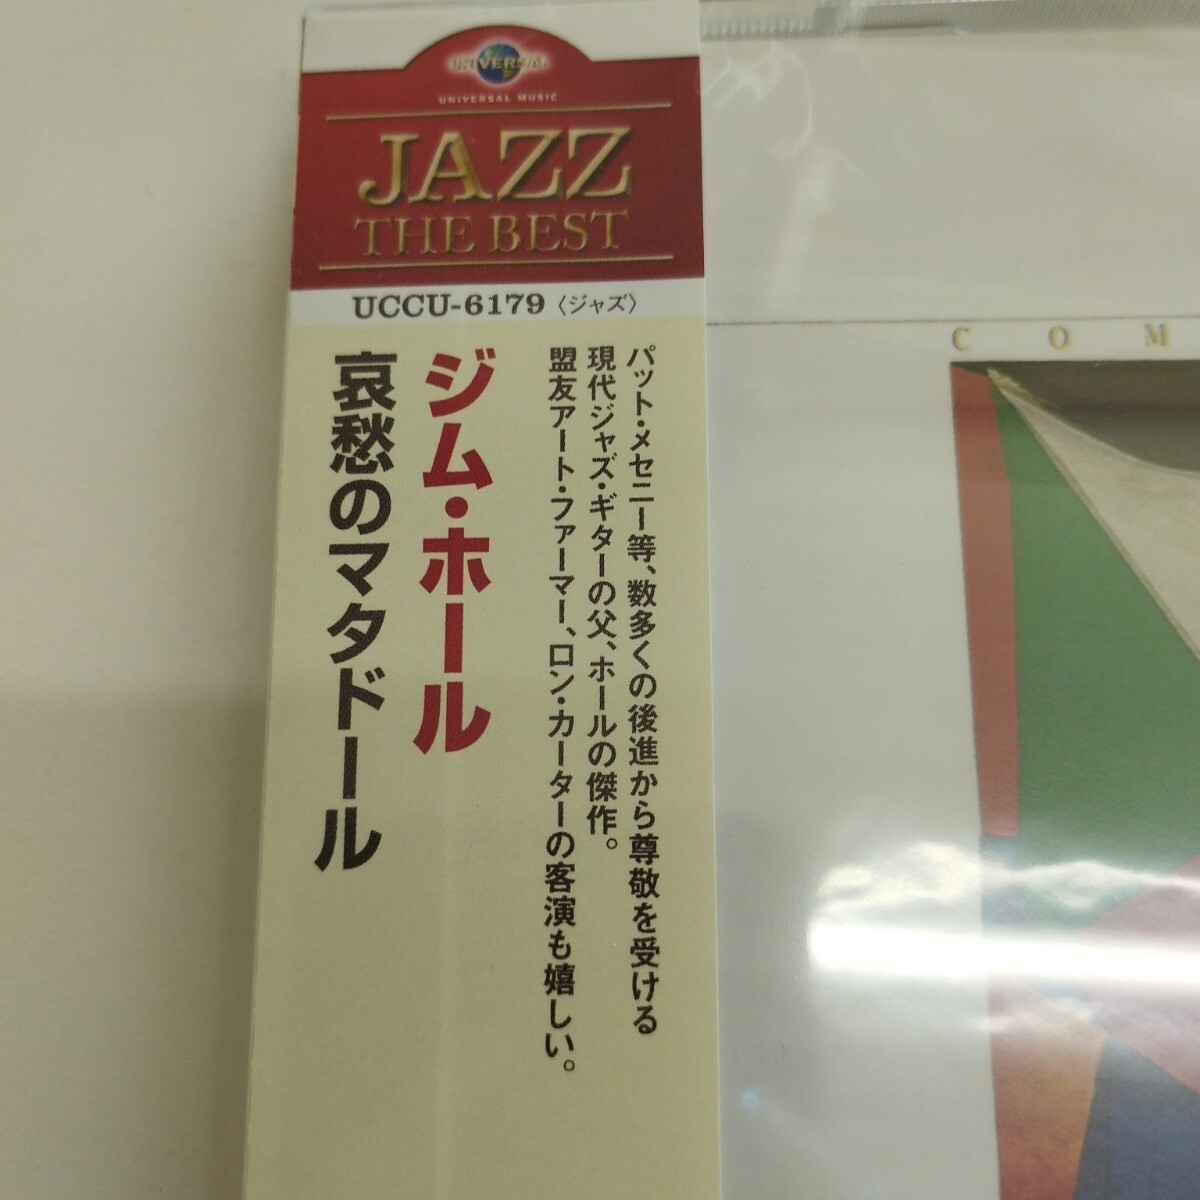 UNIVERSAL
UNIVERSAL MUSIC
JAZZ
THE BEST
UCCU-6179〈ジャズ〉
パット・メセニー等、数多くの後進から尊敬を受ける
現代ジャズ・ギターの父、ホールの傑作。
盟友アート・ファーマー、ロン・カーターの客演も嬉しい。
ジム・ホール
哀愁のマタドール
C O M